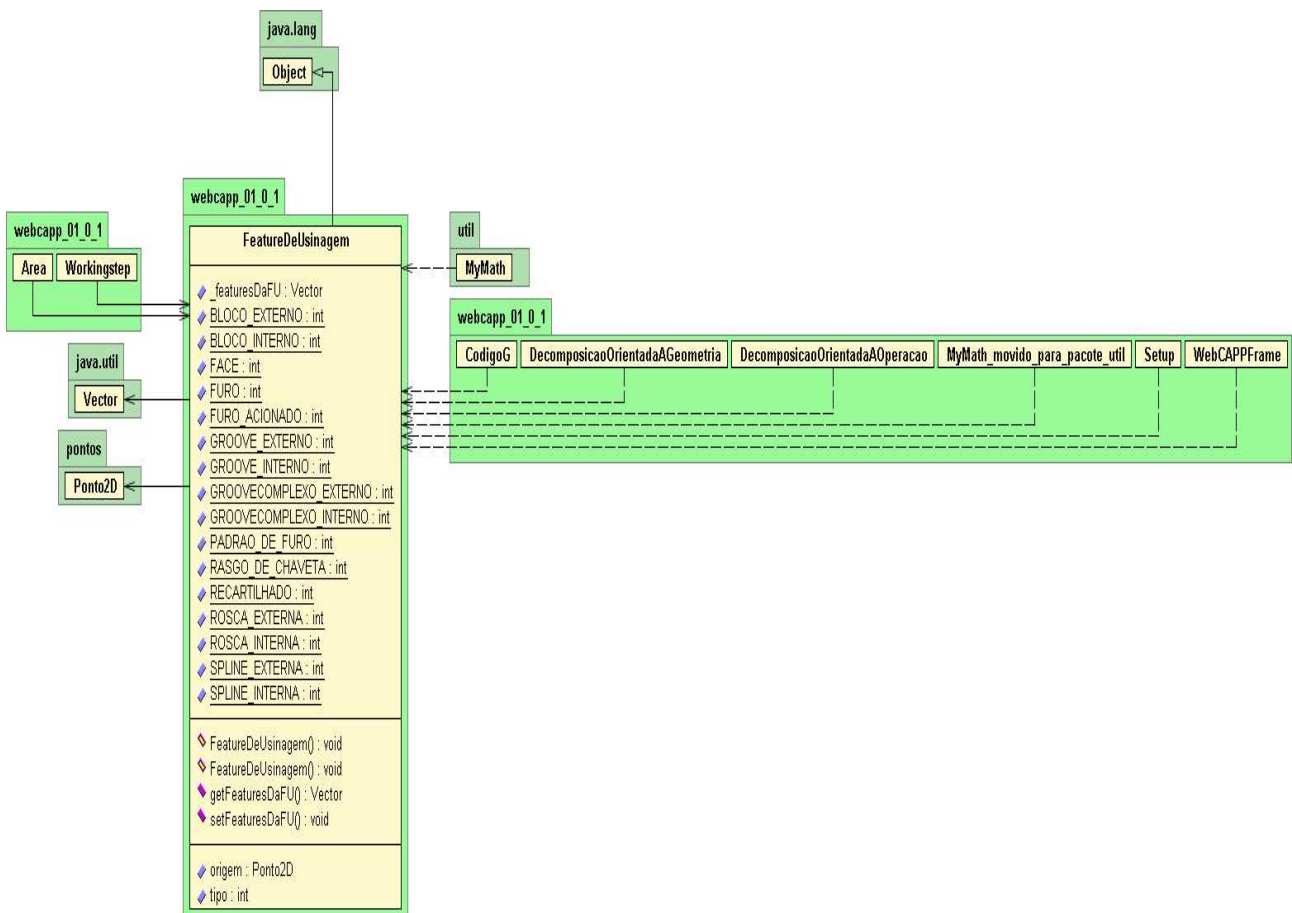 java.lang
Object
webcapp_01_0_1
FeatureDeUsinagem
_featuresDaFU : Vector
BLOCO_EXTERNO : int
BLOCO_INTERNO : int
FACE : int
FURO : int
FURO_ACIONADO : int
GROOVE_EXTERNO : int
GROOVE_INTERNO : int
GROOVECOMPLEXO_EXTERNO : int
GROOVECOMPLEXO_INTERNO : int
PADRAO_DE_FURO : int
RASGO_DE_CHAVETA : int
RECARTILHADO : int
ROSCA_EXTERNA : int
ROSCA_INTERNA : int
SPLINE_EXTERNA : int
SPLINE_INTERNA : int
FeatureDeUsinagem() : void
FeatureDeUsinagem() : void
getFeaturesDaFU() : Vector
setFeaturesDaFU() : void
origem : Ponto2D
tipo : int
webcapp_01_0_1
Area Workingstep
java.util
Vector
pontos
Ponto2D
util
MyMath
webcapp_01_0_1
CodigoG DecomposicaoOrientadaAGeometria DecomposicaoOrientadaAOperacao MyMath_movido_para_pacote_util Setup WebCAPPFrame